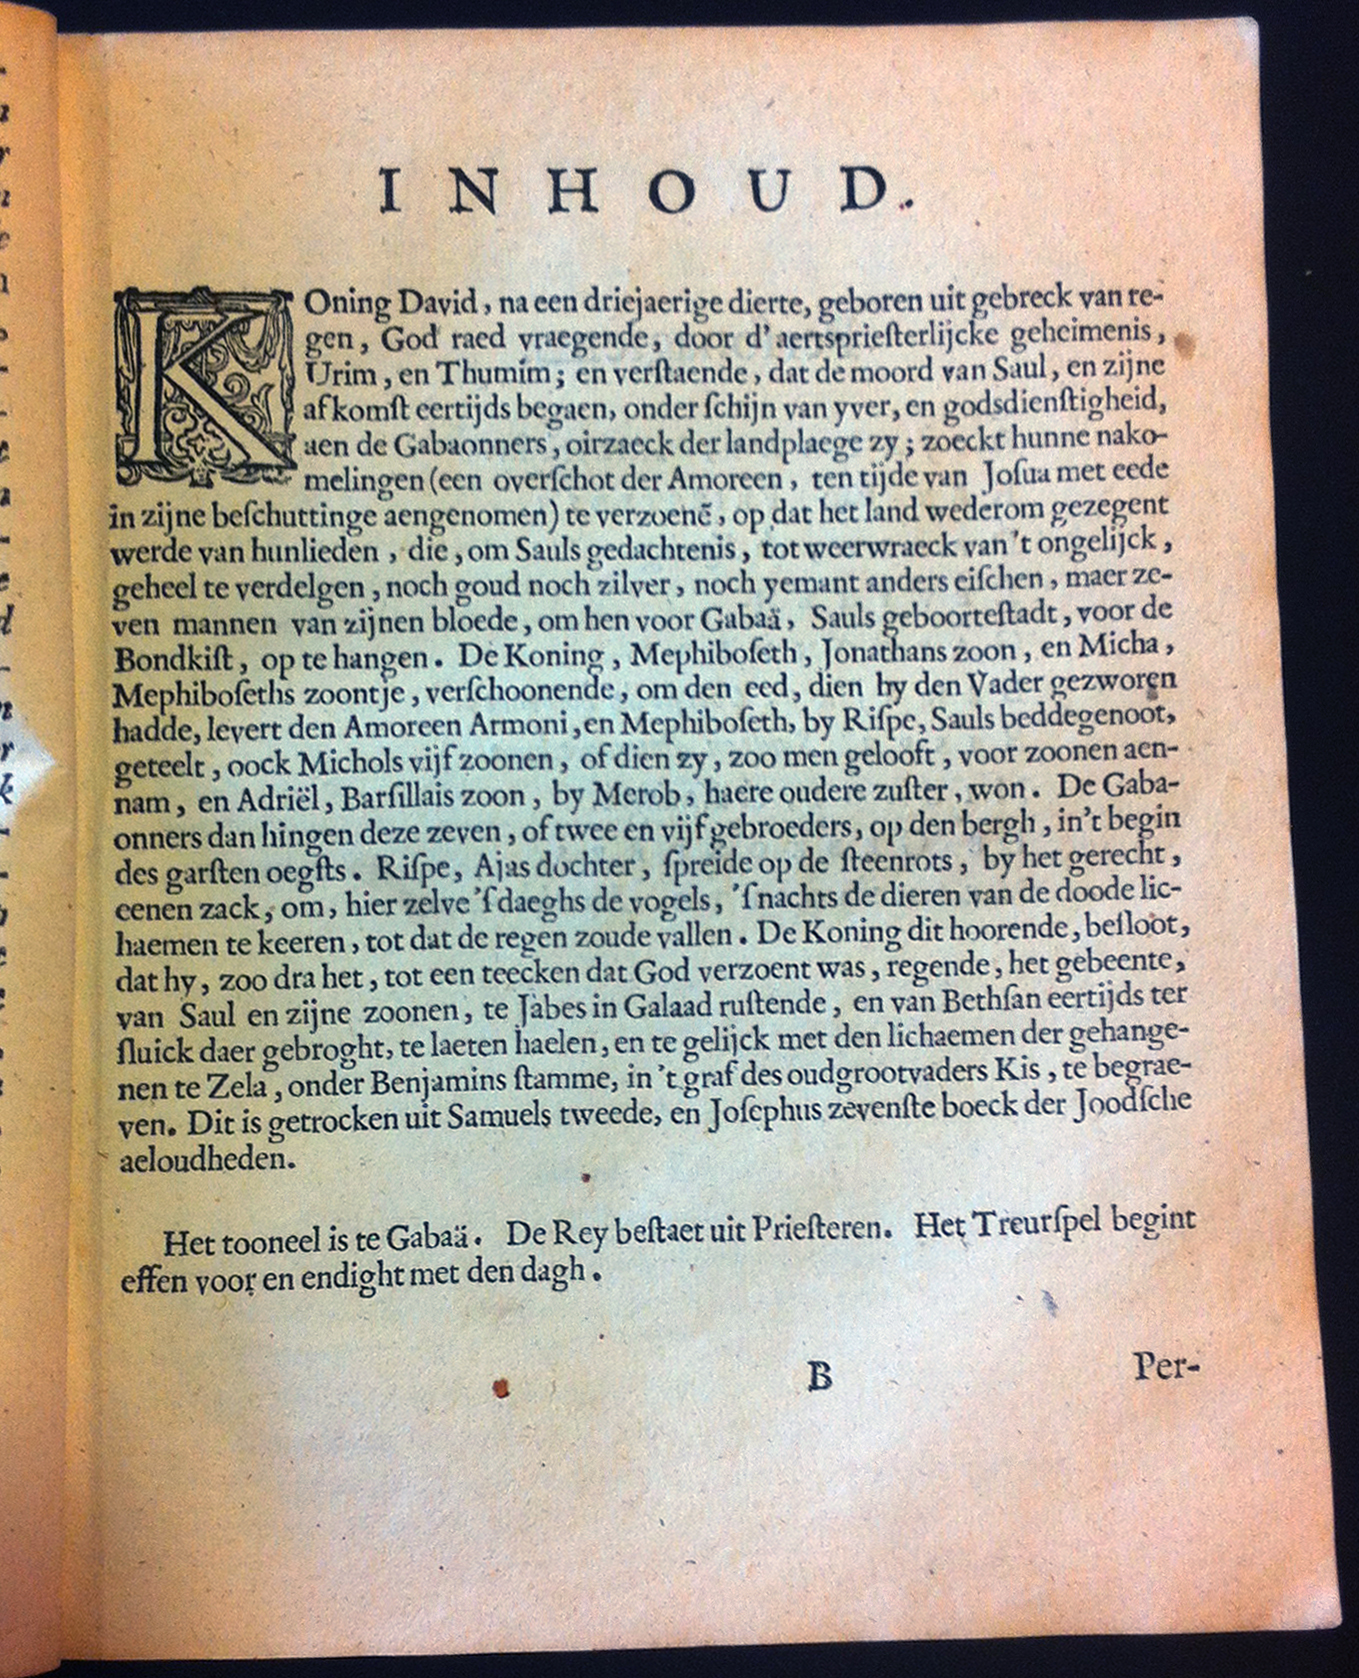 INHOUD.
KOning David, na een driejaerige dierte, geboren uit gebreck van re-
gen, God raed vraegende, door d'aertsprieſterlijcke geheimenis,
Urim, en Thumim; en verſtaende, dat de moord van Saul, en zijne
afkomſt eertijds begaen, onder ſchijn van yver, en godsdienſtigheid,
aen de Gabaonners, oirzaeck der landplaege zy; zoeckt hunne nako-
melingen (een overſchot der Amoreen, ten tijde van Joſua met eede
in zijne beſchuttinge aengenomen) te verzoenē, op dat het land wederom gezegent
werde van hunlieden, die, om Sauls gedachtenis, tot weerwraeck van 't ongelijck,
geheel te verdelgen, noch goud noch zilver, noch yemant anders eiſchen, maer ze-
ven mannen van zijnen bloede, om hen voor Gabaä, Sauls geboorteſtadt, voor de
Bondkiſt, op te hangen. De Koning, Mephiboſeth, Jonathans zoon, en Micha,
Mephiboſeths zoontje, verſchoonende, om den eed, dien hy den Vader gezworen
hadde, levert den Amoreen Armoni, en Mephiboſeth, by Riſpe, Sauls beddegenoot,
geteelt, oock Michols vijf zoonen, of dien zy, zoo men gelooft, voor zoonen aen-
nam, en Adriël, Barſillais zoon, by Merob, haere oudere zuſter, won. De Gaba-
onners dan hingen deze zeven, of twee en vijf gebroeders, op den bergh, in't begin
des garſten oegſts. Riſpe, Ajas dochter, ſpreide op de ſteenrots, by het gerecht,
eenen zack, om, hier zelve 'ſdaeghs de vogels, 'ſnachts de dieren van de doode lic-
haemen te keeren, tot dat de regen zoude vallen. De Koning dit hoorende, beſloot,
dat hy, zoo dra het, tot een teecken dat God verzoent was, regende, het gebeente,
van Saul en zijne zoonen, te Jabes in Galaad ruſtende, en van Bethſan eertijds ter
ſluick daer gebroght, te laeten haelen, en te gelijck met den lichaemen der gehange-
nen te Zela, onder Benjamins ſtamme, in 't graf des oudgrootvaders Kis, te begrae-
ven. Dit is getrocken uit Samuels tweede, en Joſephus zevenſte boeck der Joodſche
aeloudheden.
Het tooneel is te Gabaä. De Rey beſtaet uit Prieſteren. Het Treurſpel begint
effen voor en endight met den dagh.
B Per-